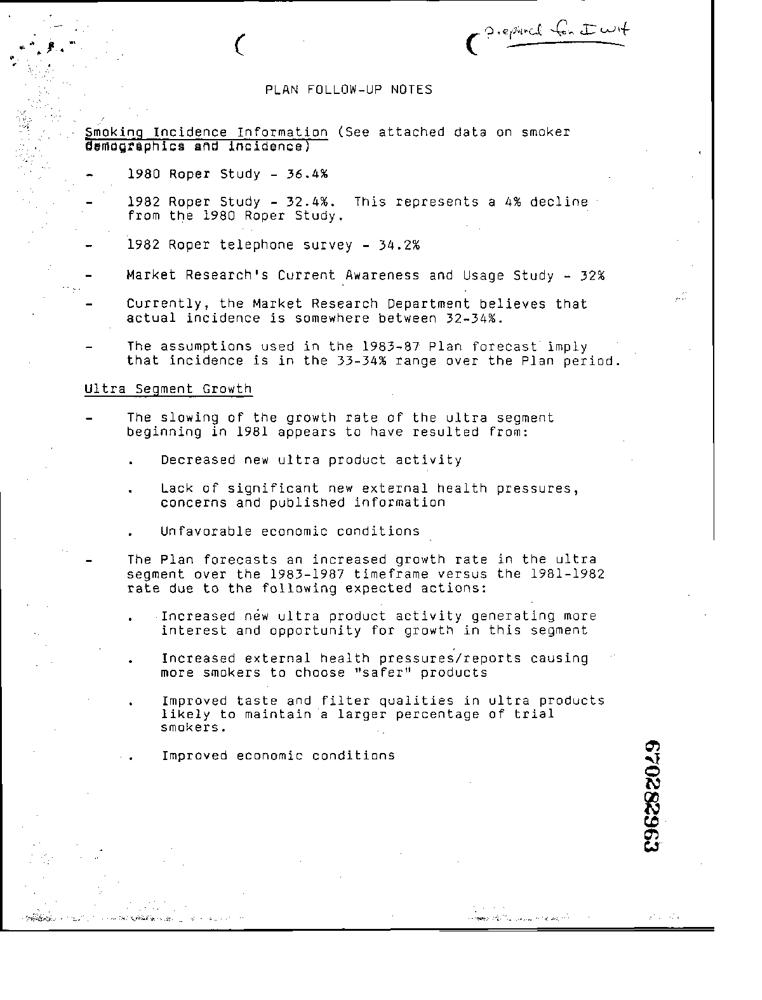 Prepared for I wit
PLAN FOLLOW-UP NOTES
Smoking Incidence Information (See attached data on smoker
demographics and incidence)
- 1980 Roper Study - 36.4%
- 1982 Roper Study - 32.4%. This represents a 4% decline
from the 1980 Roper Study.
- 1982 Roper telephone survey - 34.2%
- Market Research's Current Awareness and Usage Study - 32%
- Currently, the Market Research Department believes that
actual incidence is somewhere between 32-34%.
- The assumptions used in the 1983-87 Plan forecast imply
that incidence is in the 33-34% range over the Plan period.
Ultra Segment Growth
- The slowing of the growth rate of the ultra segment
beginning in 1981 appears to have resulted from:
. Decreased new ultra product activity
. Lack of significant new external health pressures,
concerns and published information
. Unfavorable economic conditions
- The Plan forecasts an increased growth rate in the ultra
segment over the 1983-1987 timeframe versus the 1981-1982
rate due to the following expected actions:
. Increased new ultra product activity generating more
interest and opportunity for growth in this segment
. Increased external health pressures/reports causing
more smokers to choose "safer" products
. Improved taste and filter qualities in ultra products
likely to maintain a larger percentage of trial
smokers.
. Improved economic conditions
670282963